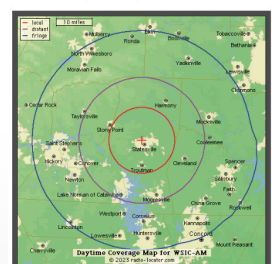 local
distant
fringe
10 miles
Mulberry
Elkin
Ronda
Boonville
Tobaccoville
North Wilkesboro
Bethania
Moravian Falls
Yadkinville
Lewisville
Clemmons
Cedar Rock
Harmony
Taylorsville
Mocksville
Stony Point
Cooleemee
Saint Stephens
Statesville
Hickory
Conover
Cleveland
Spencer
Troutman
Newton
Salisbury
Faith
Lake Norman of Catawba
Mooresville
China Grove
Rockwell
Westport
Cornelius
Lincolnton
Kannapolis
Lowesville
Huntersville
Concord
Cherryville
Mount Pleasant
Daytime Coverage Map for WSIC-AM
© 2023 radio-locator.com